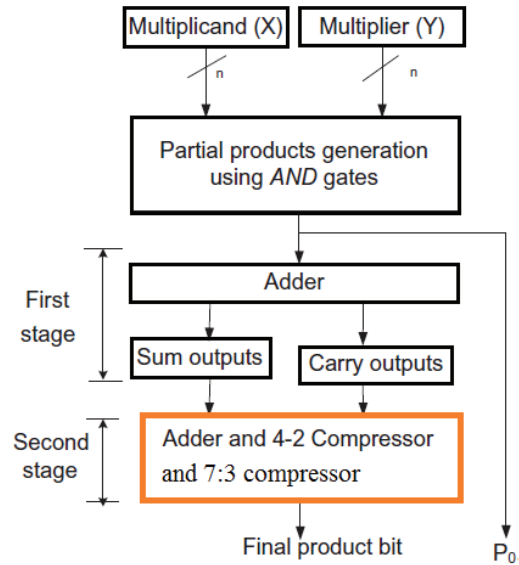 Multiplicand (X)
Multiplier (Y)
n
n
Partial products generation
using AND gates
Adder
First
stage
Sum outputs
Carry outputs
Second
stage
Adder and 4-2 Compressor
and 7:3 compressor
Final product bit
P0